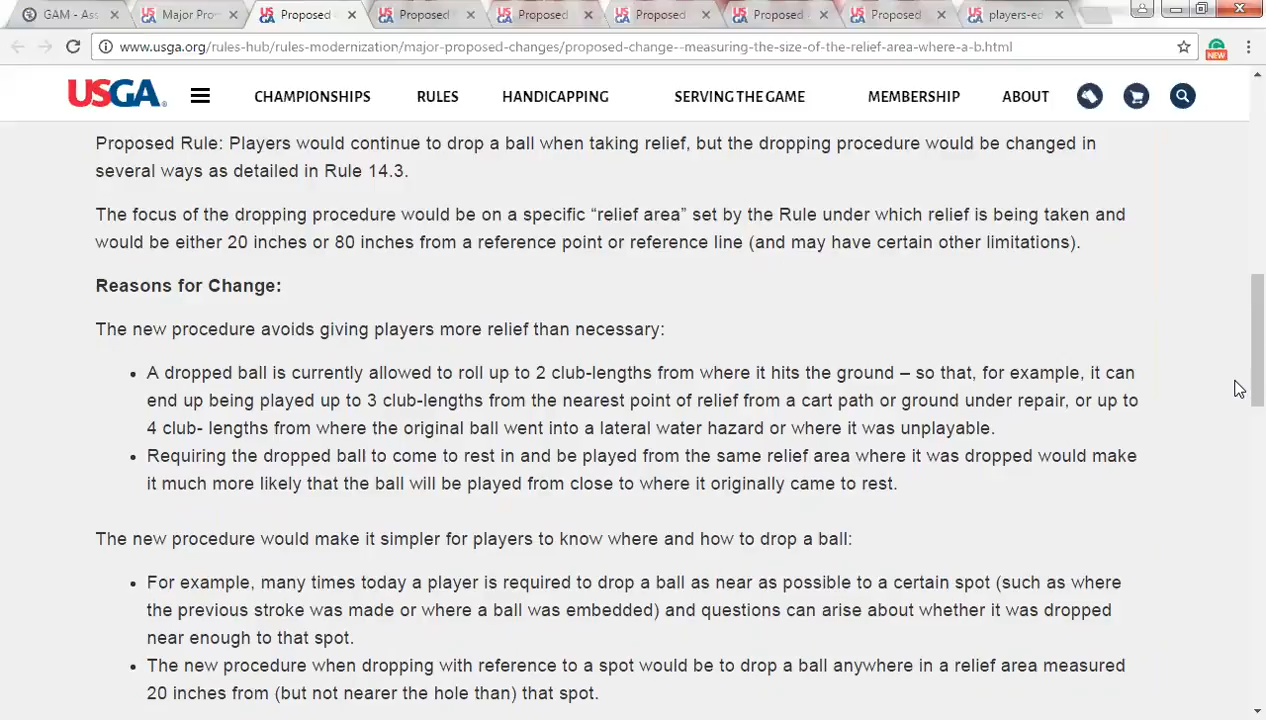 GAM - Ass
Major Pro
Proposed
Proposed
Proposed
Proposed
Proposed
Proposed
players-ed
www.usga.org/rules-hub/rules-modernization/major-proposed-changes/proposed-change--measuring-the-size-of-the-relief-area-where-a-b.html
NEW
USGA
CHAMPIONSHIPS RULES HANDICAPPING SERVING THE GAME MEMBERSHIP ABOUT
Proposed Rule: Players would continue to drop a ball when taking relief, but the dropping procedure would be changed in
several ways as detailed in Rule 14.3.
The focus of the dropping procedure would be on a specific “relief area” set by the Rule under which relief is being taken and
would be either 20 inches or 80 inches from a reference point or reference line (and may have certain other limitations).
Reasons for Change:
The new procedure avoids giving players more relief than necessary:
• A dropped ball is currently allowed to roll up to 2 club-lengths from where it hits the ground – so that, for example, it can
end up being played up to 3 club-lengths from the nearest point of relief from a cart path or ground under repair, or up to
4 club- lengths from where the original ball went into a lateral water hazard or where it was unplayable.
• Requiring the dropped ball to come to rest in and be played from the same relief area where it was dropped would make
it much more likely that the ball will be played from close to where it originally came to rest.
The new procedure would make it simpler for players to know where and how to drop a ball:
• For example, many times today a player is required to drop a ball as near as possible to a certain spot (such as where
the previous stroke was made or where a ball was embedded) and questions can arise about whether it was dropped
near enough to that spot.
• The new procedure when dropping with reference to a spot would be to drop a ball anywhere in a relief area measured
20 inches from (but not nearer the hole than) that spot.